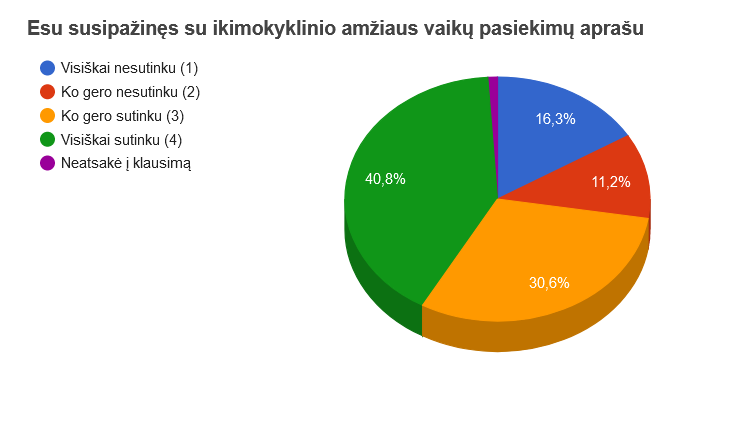 Esu susipažinęs su ikimokyklinio amžiaus vaikų pasiekimų aprašu
Visiškai nesutinku (1)
Ko gero nesutinku (2)
Ko gero sutinku (3)
Visiškai sutinku (4)
Neatsakė į klausimą
16,3%
11,2%
40,8%
30,6%